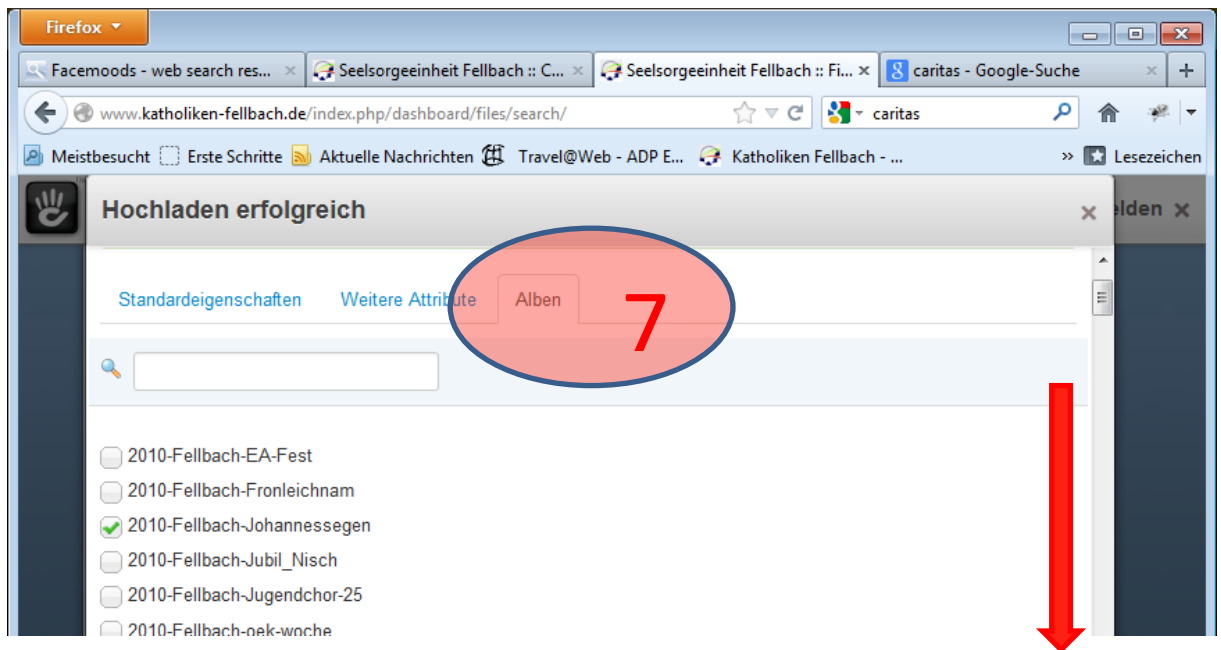 Firefox
Facemoods - web search res...
Seelsorgeeinheit Fellbach :: C...
Seelsorgeeinheit Fellbach :: Fi...
caritas - Google-Suche
www.katholiken-fellbach.de/index.php/dashboard/files/search/
caritas
Meistbesucht
Erste Schritte
Aktuelle Nachrichten
Travel@Web - ADP E...
Katholiken Fellbach - ...
Lesezeichen
Hochladen erfolgreich
elden
Standardeigenschaften
Weitere Attribute
Alben
7
2010-Fellbach-EA-Fest
2010-Fellbach-Fronleichnam
2010-Fellbach-Johannessegen
2010-Fellbach-Jubil_Nisch
2010-Fellbach-Jugendchor-25
2010-Fellbach-oek-woche